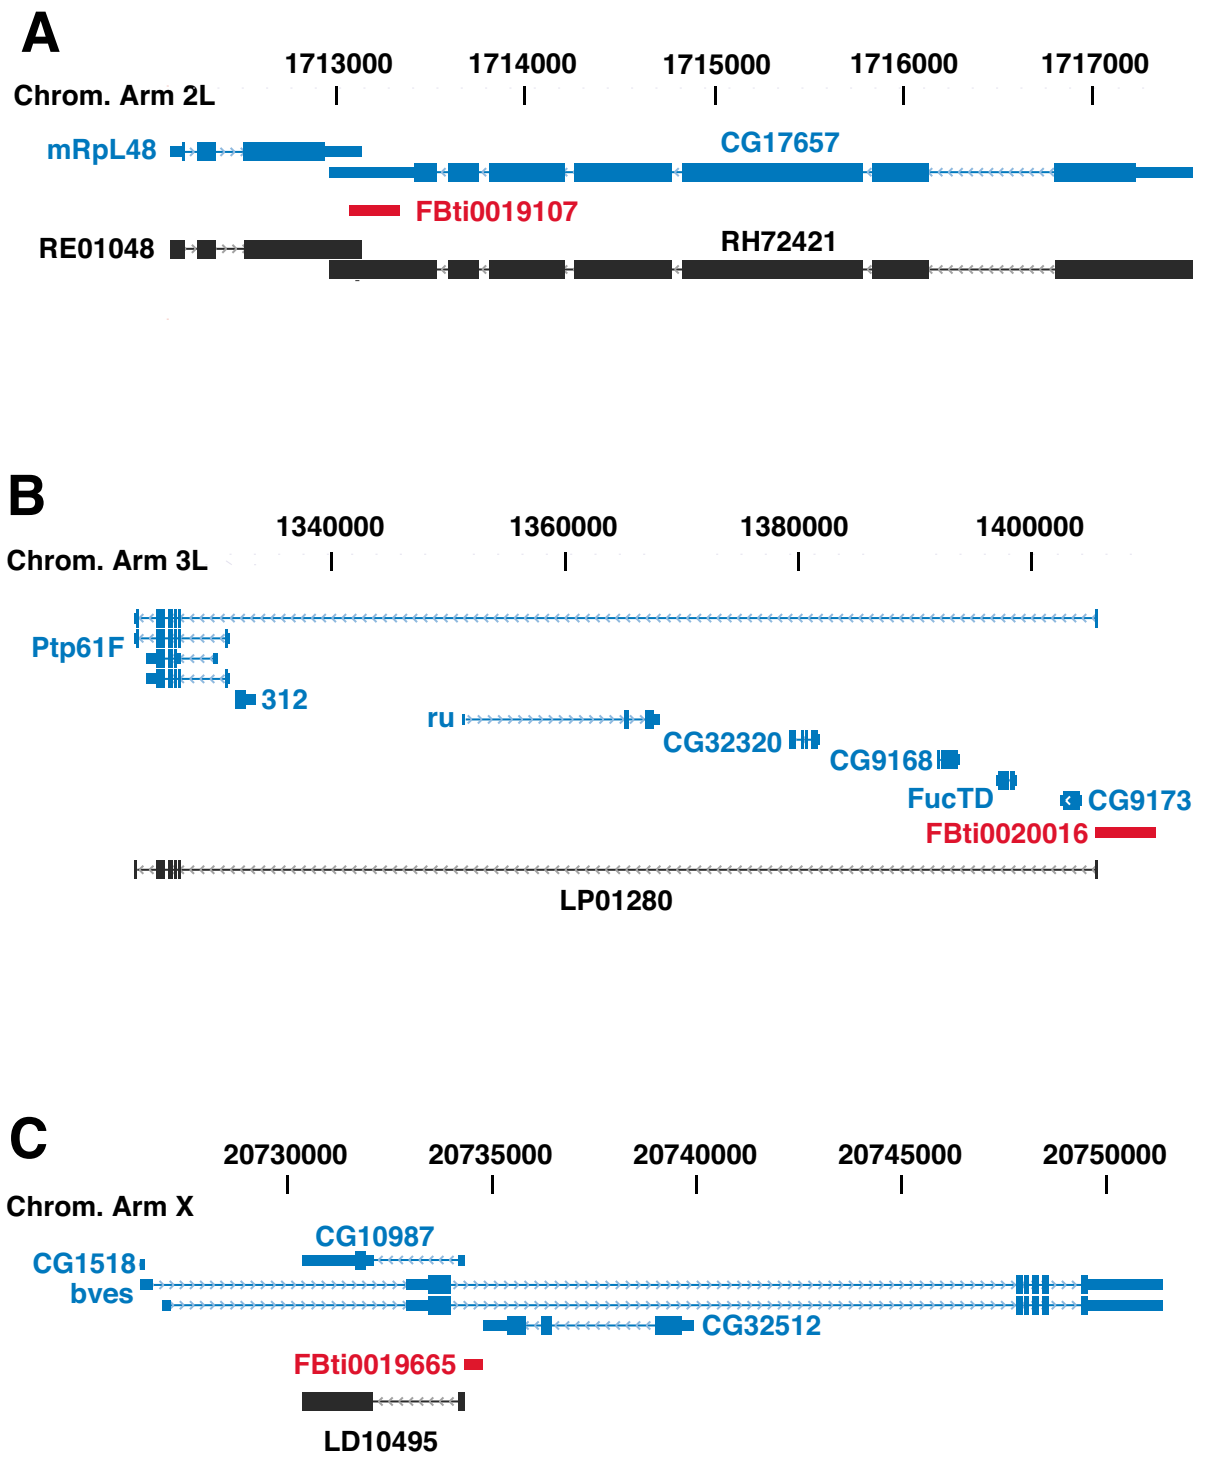 A
1713000 1714000 1715000 1716000 1717000
Chrom. Arm 2L
mRpL48 CG17657
FBti0019107
RE01048 RH72421
B
1340000 1360000 1380000 1400000
Chrom. Arm 3L
Ptp61F
312
ru
CG32320
CG9168
FucTD CG9173
FBti0020016
LP01280
C
20730000 20735000 20740000 20745000 20750000
Chrom. Arm X
CG10987
CG1518
bves
CG32512
FBti0019665
LD10495